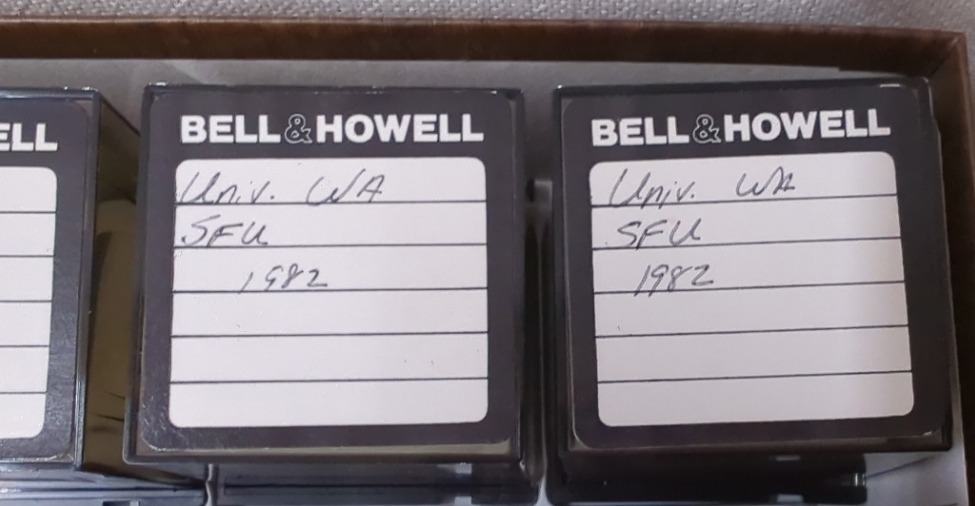 ELL
BELL & HOWELL
Univ. WA
SFU
1982
BELL & HOWELL
Univ. WA
SFU
1982